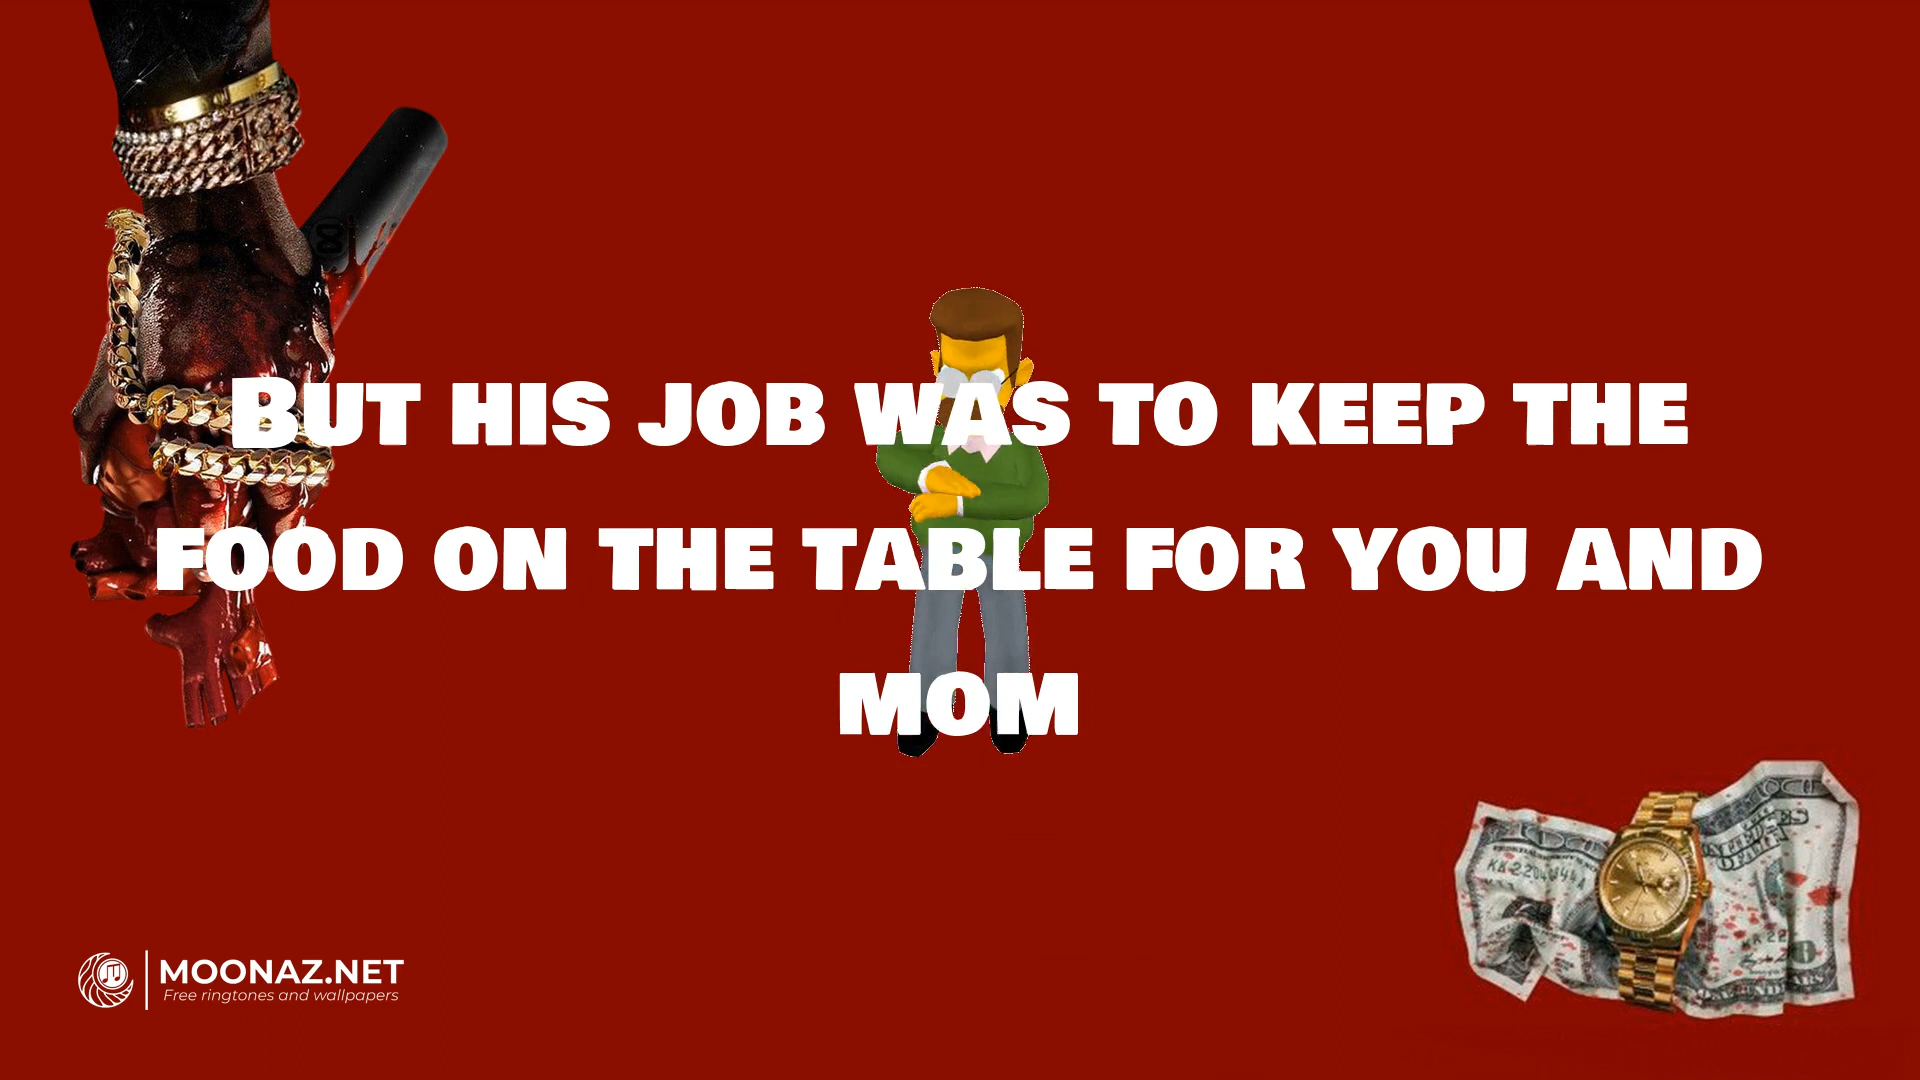 BUT HIS JOB WAS TO KEEP THE
FOOD ON THE TABLE FOR YOU AND
MOM
MOONAZ.NET
Free ringtones and wallpapers